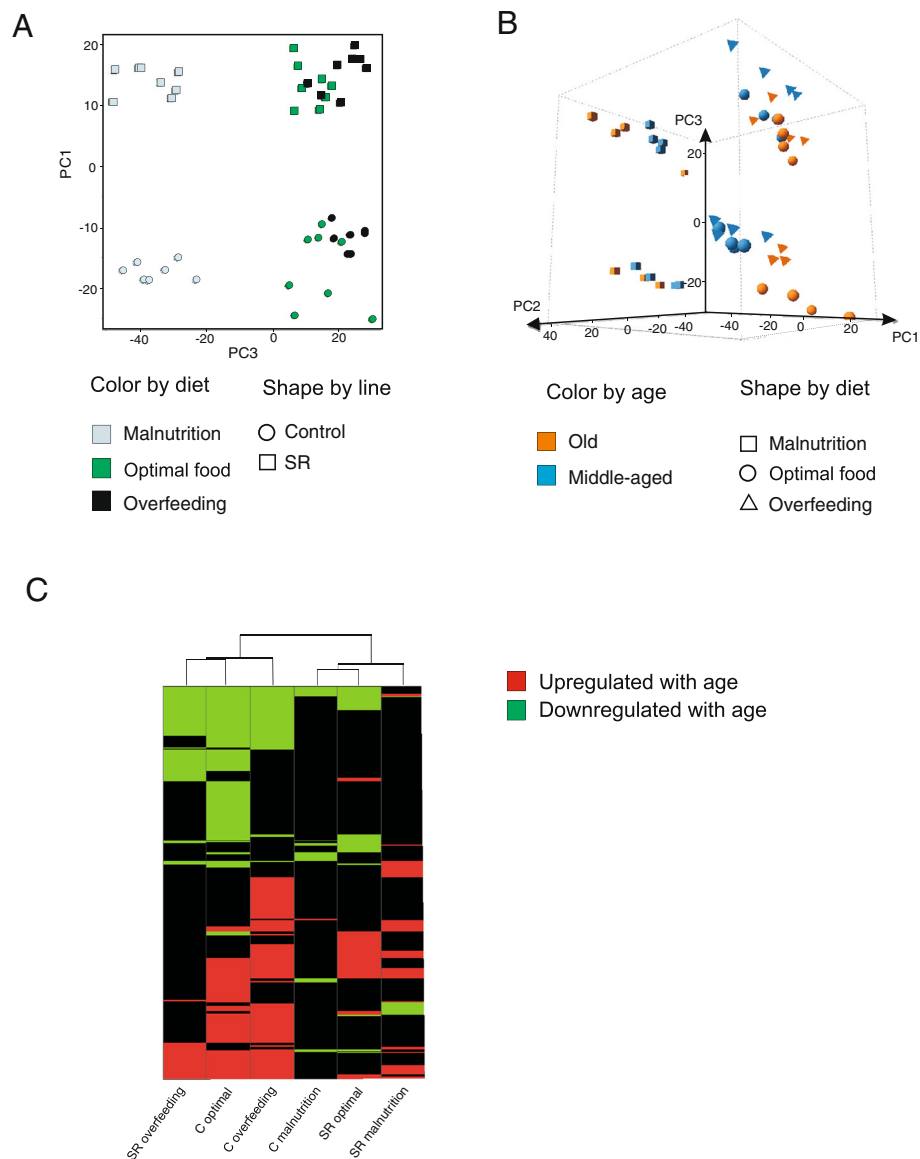 A
20
10
0
-10
-20
PC1
-40
-20
0
20
PC3
Color by diet
Malnutrition
Optimal food
Overfeeding
Shape by line
Control
SR
B
PC3
20
0
-20
PC2
40
20
0
-20
-40
-40
-20
0
20
PC1
Color by age
Old
Middle-aged
Shape by diet
Malnutrition
Optimal food
Overfeeding
C
Upregulated with age
Downregulated with age
SR overfeeding
C optimal
C overfeeding
C malnutrition
SR optimal
SR malnutrition